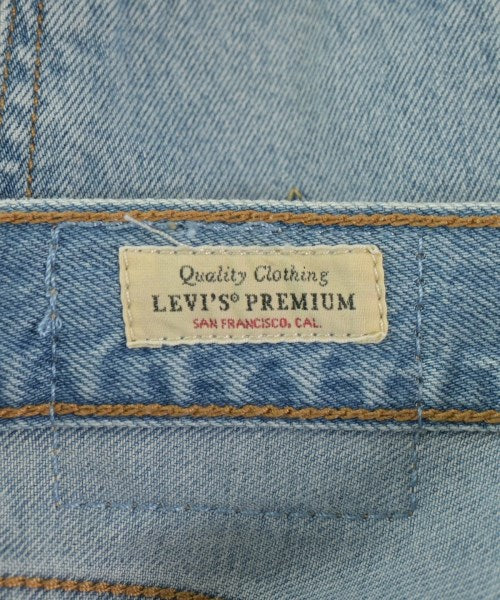 Quality Clothing
LEVI'S® PREMIUM
SAN FRANCISCO, CAL.